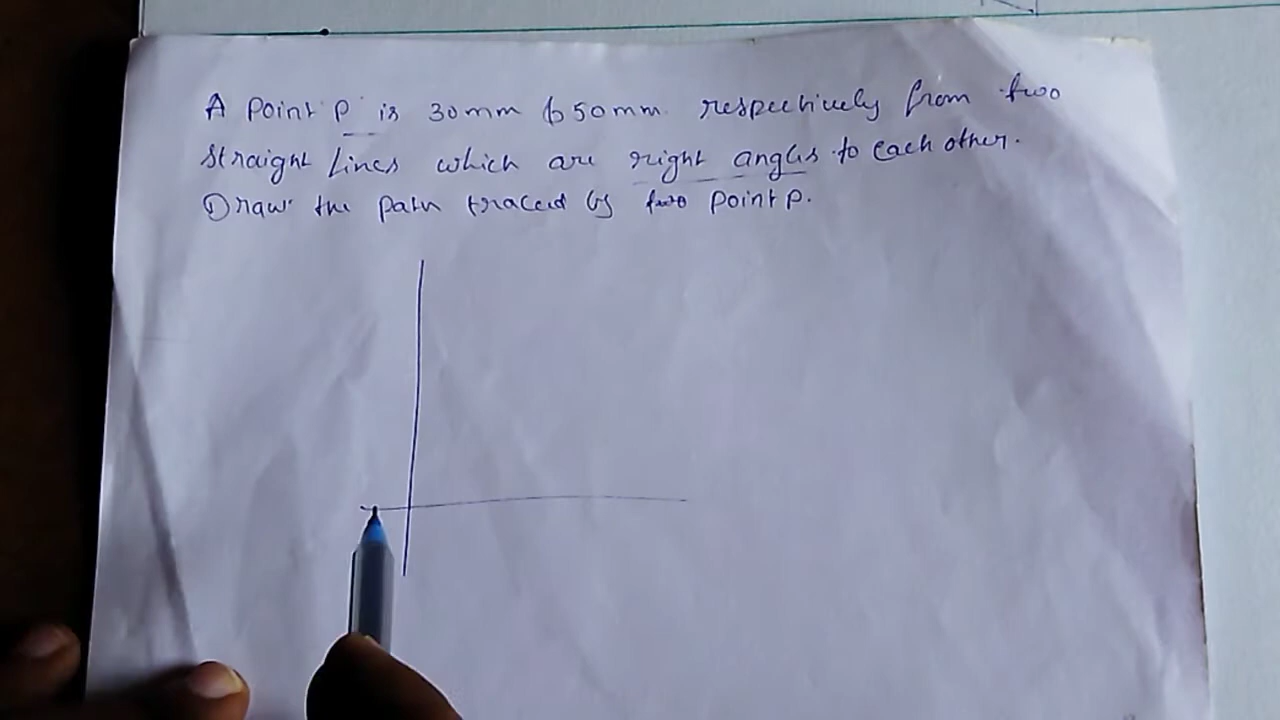 A point P is 30mm & 50mm respectively from two
straight lines which are right angles to each other.
Draw the path traced by two point P.